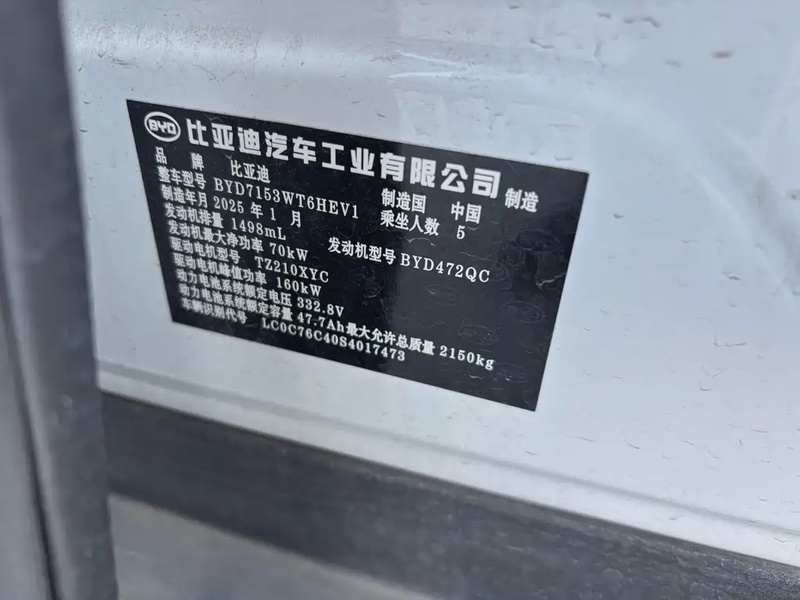 BYD 比亚迪汽车工业有限公司 制造
品 牌 比亚迪 制造国 中国
整车型号 BYD7153WT6HEV1 乘坐人数 5
制造年月 2025 年 1 月
发动机排量 1498mL 发动机型号 BYD472QC
发动机最大净功率 70kW
驱动电机型号 TZ210XYC
驱动电机峰值功率 160kW
动力电池系统额定电压 332.8V
动力电池系统额定容量 47.7Ah 最大允许总质量 2150kg
车辆识别代号 LC0C76C40S4017473